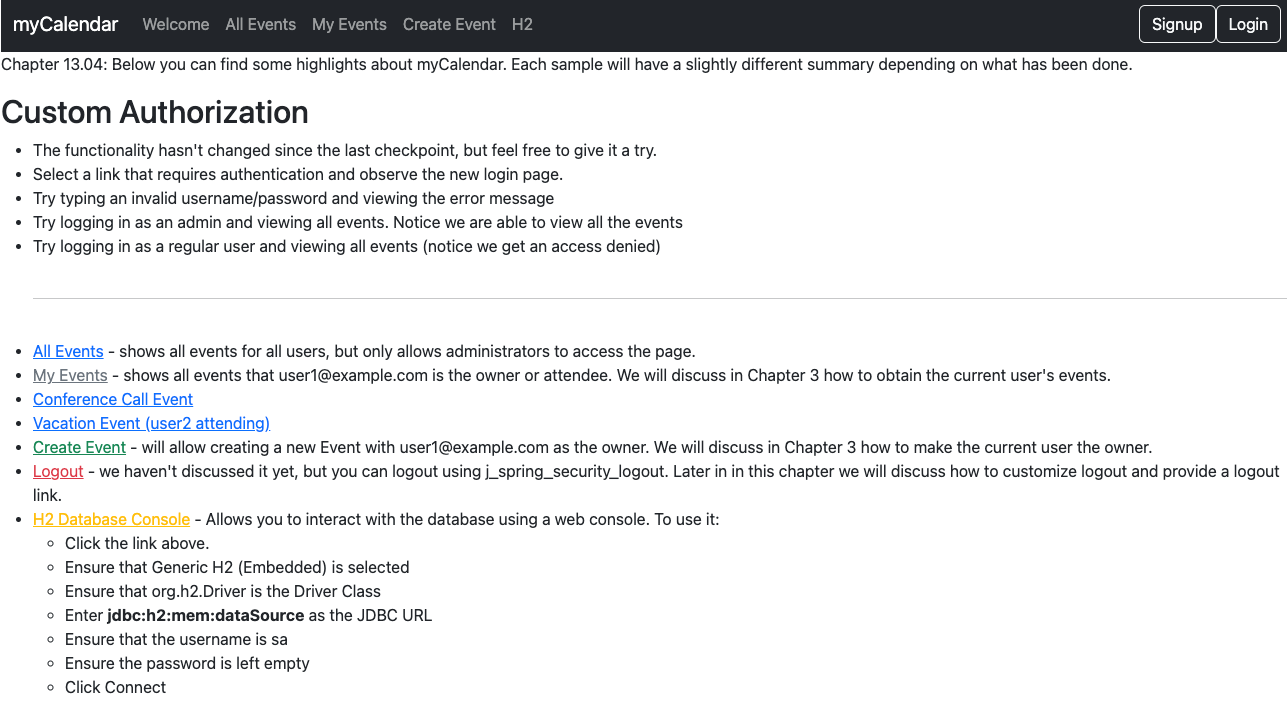 myCalendar Welcome All Events My Events Create Event H2 Signup Login
Chapter 13.04: Below you can find some highlights about myCalendar. Each sample will have a slightly different summary depending on what has been done.
Custom Authorization
• The functionality hasn't changed since the last checkpoint, but feel free to give it a try.
• Select a link that requires authentication and observe the new login page.
• Try typing an invalid username/password and viewing the error message
• Try logging in as an admin and viewing all events. Notice we are able to view all the events
• Try logging in as a regular user and viewing all events (notice we get an access denied)
• All Events - shows all events for all users, but only allows administrators to access the page.
• My Events - shows all events that user1@example.com is the owner or attendee. We will discuss in Chapter 3 how to obtain the current user's events.
• Conference Call Event
• Vacation Event (user2 attending)
• Create Event - will allow creating a new Event with user1@example.com as the owner. We will discuss in Chapter 3 how to make the current user the owner.
• Logout - we haven't discussed it yet, but you can logout using j_spring_security_logout. Later in in this chapter we will discuss how to customize logout and provide a logout
link.
• H2 Database Console - Allows you to interact with the database using a web console. To use it:
◦ Click the link above.
◦ Ensure that Generic H2 (Embedded) is selected
◦ Ensure that org.h2.Driver is the Driver Class
◦ Enter jdbc:h2:mem:dataSource as the JDBC URL
◦ Ensure that the username is sa
◦ Ensure the password is left empty
◦ Click Connect